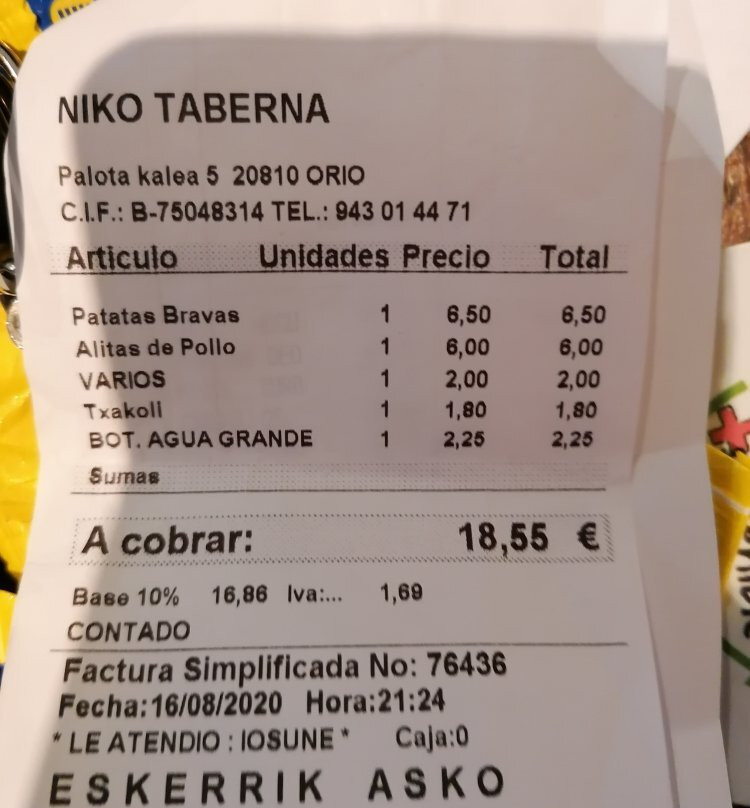 NIKO TABERNA
Palota kalea 5 20810 ORIO
C.I.F.: B-75048314 TEL.: 943 01 44 71
Articulo Unidades Precio Total
Patatas Bravas 1 6,50 6,50
Alitas de Pollo 1 6,00 6,00
VARIOS 1 2,00 2,00
Txakoli 1 1,80 1,80
BOT. AGUA GRANDE 1 2,25 2,25
Sumas
A cobrar: 18,55 €
Base 10% 16,86 Iva:... 1,69
CONTADO
Factura Simplificada No: 76436
Fecha:16/08/2020 Hora:21:24
* LE ATENDIO : IOSUNE * Caja:0
ESKERRIK ASKO